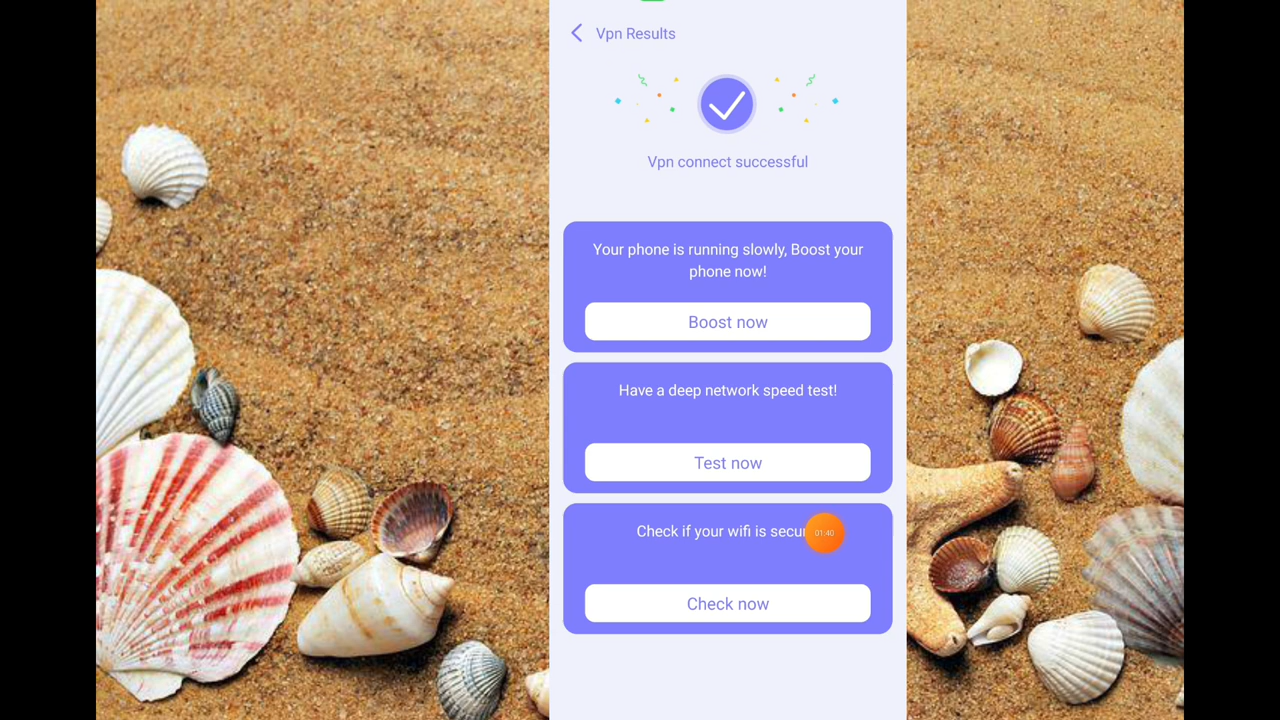 Vpn Results
Vpn connect successful
Your phone is running slowly, Boost your
phone now!
Boost now
Have a deep network speed test!
Test now
Check if your wifi is secur
01:40
Check now